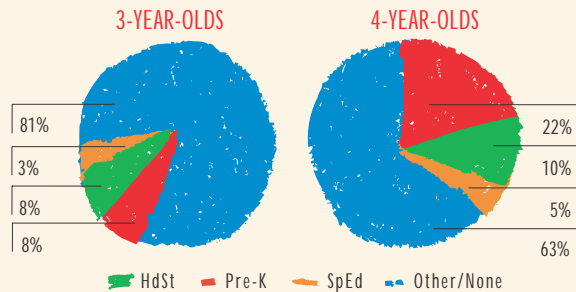 3-YEAR-OLDS
81%
3%
8%
8%
4-YEAR-OLDS
22%
10%
5%
63%
HdSt Pre-K SpEd Other/None